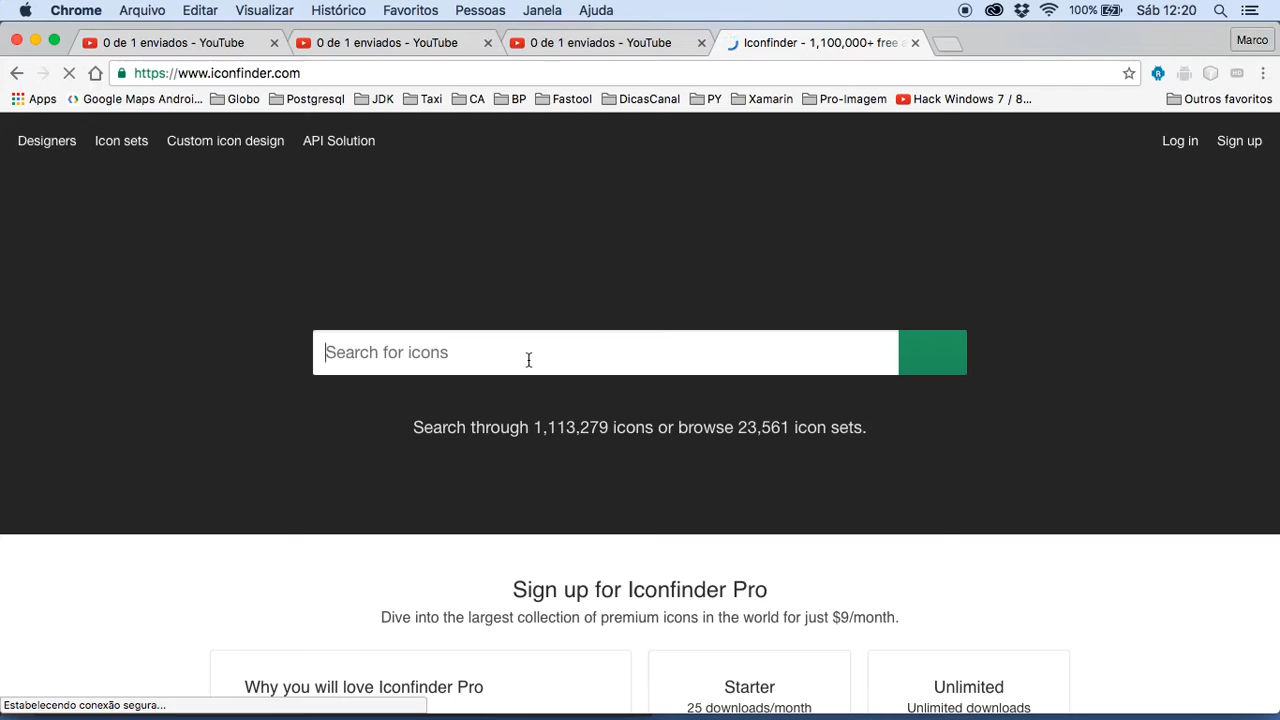 Chrome Arquivo Editar Visualizar Histórico Favoritos Pessoas Janela Ajuda 100% Sáb 12:20
0 de 1 enviados - YouTube 0 de 1 enviados - YouTube 0 de 1 enviados - YouTube Iconfinder - 1,100,000+ free Marco
https://www.iconfinder.com
Apps Google Maps Androi... Globo Postgresql JDK Taxi CA BP Fastool DicasCanal PY Xamarin Pro-Imagem Hack Windows 7 / 8... Outros favoritos
Designers Icon sets Custom icon design API Solution Log in Sign up
Search for icons
Search through 1,113,279 icons or browse 23,561 icon sets.
Sign up for Iconfinder Pro
Dive into the largest collection of premium icons in the world for just $9/month.
Why you will love Iconfinder Pro Starter Unlimited
25 downloads/month Unlimited downloads
Estabelecendo conexão segura...